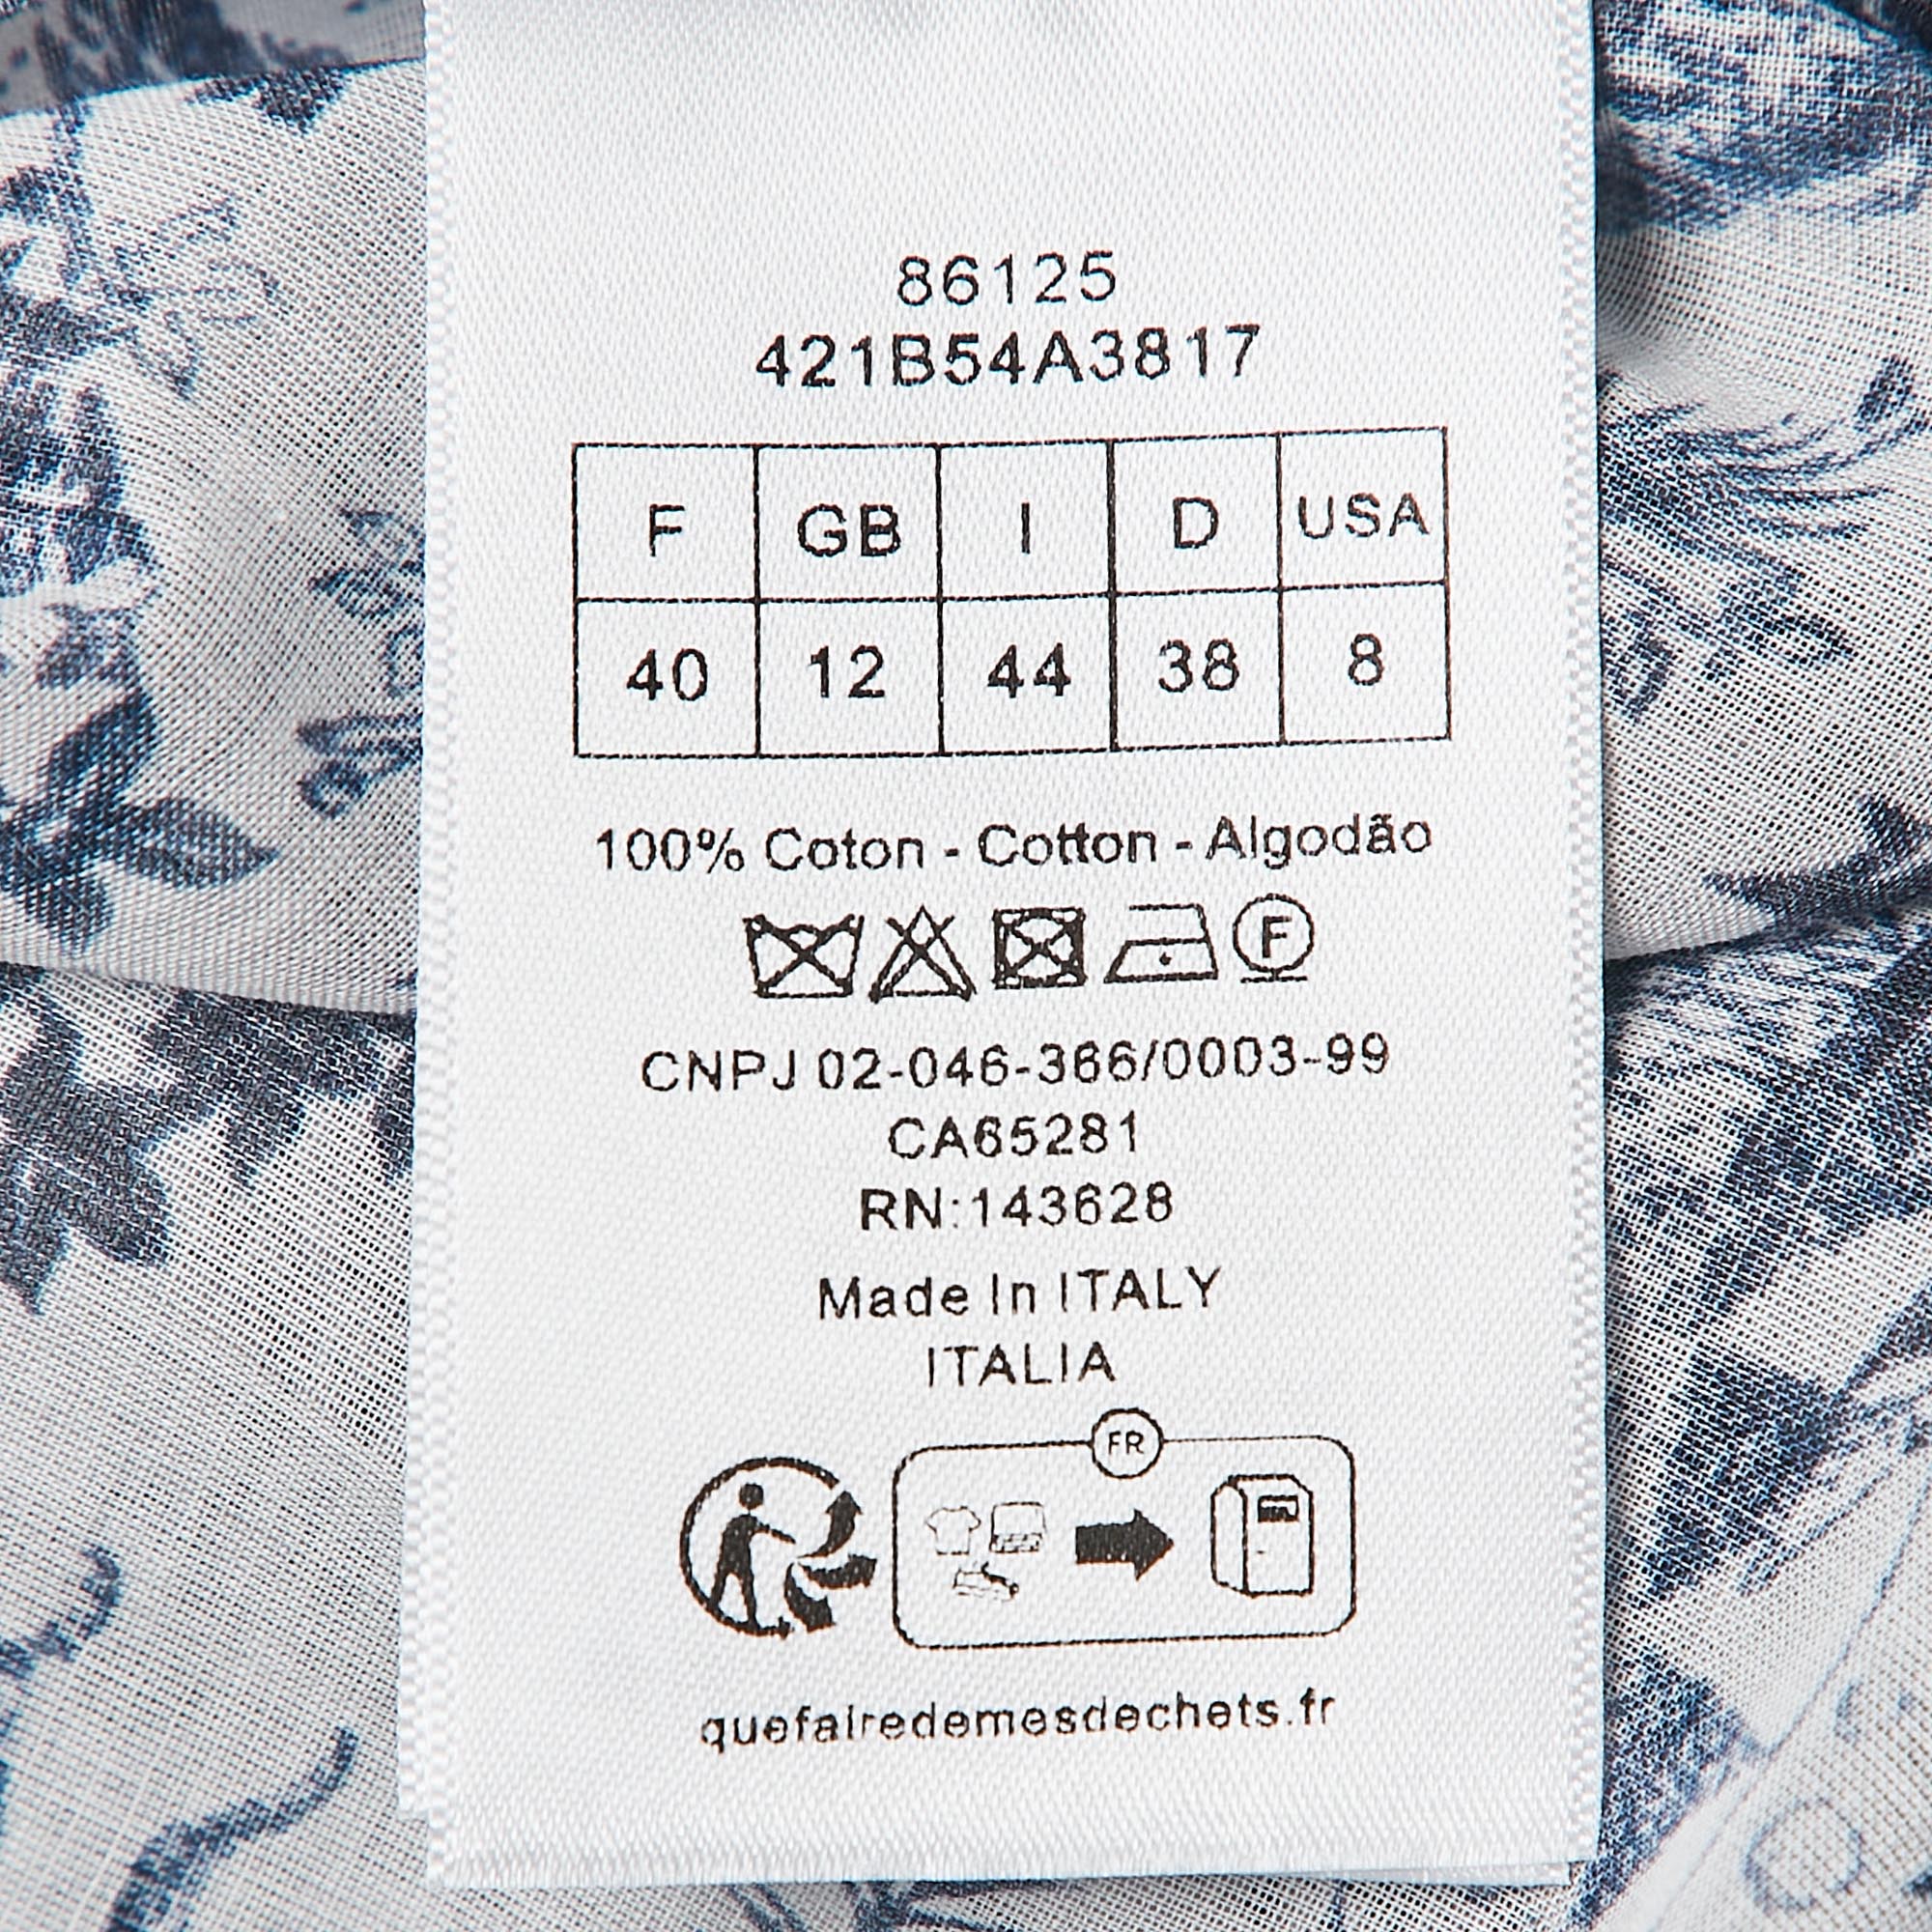 86125
421B54A3817
F GB I D USA
40 12 44 38 8
100% Coton - Cotton - Algodão
F
CNPJ 02-046-366/0003-99
CA65281
RN:143628
Made In ITALY
ITALIA
FR
quefairedemesdechets.fr